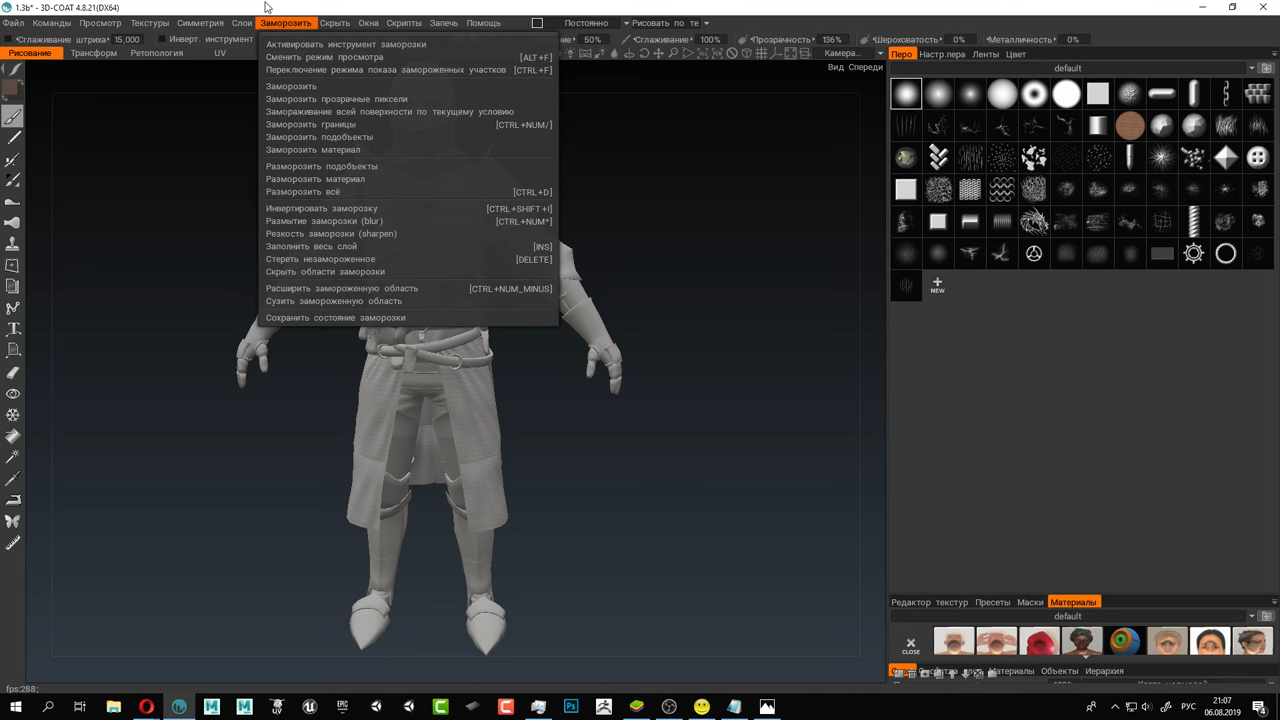 1.3b* - 3D-COAT 4.8.21(DX64)
Файл Команды Просмотр Текстуры Симметрия Слои Заморозить Скрыть Окна Скрипты Запечь Помощь Постоянно Рисовать по те
Сглаживание штриха 15,000 Инверт. инструмент 50% Сглаживание 100% Прозрачность 136% Шероховатость 0% Металличность 0%
Рисование Трансформ Ретопология UV Камера...
Вид Спереди
Активировать инструмент заморозки
Сменить режим просмотра [ALT+F]
Переключение режима показа замороженных участков [CTRL+F]
Заморозить
Заморозить прозрачные пиксели
Замораживание всей поверхности по текущему условию
Заморозить границы [CTRL+NUM/]
Заморозить подобъекты
Заморозить материал
Разморозить подобъекты
Разморозить материал
Разморозить всё [CTRL+D]
Инвертировать заморозку [CTRL+SHIFT+I]
Размытие заморозки (blur) [CTRL+NUM*]
Резкость заморозки (sharpen)
Заполнить весь слой [INS]
Стереть незамороженное [DELETE]
Скрыть области заморозки
Расширить замороженную область [CTRL+NUM_MINUS]
Сузить замороженную область
Сохранить состояние заморозки
Перо Настр.пера Ленты Цвет
default
NEW
Редактор текстур Пресеты Маски Материалы
default
CLOSE
Материалы Объекты Иерархия
fps:288;
EPIC GAMES
РУС
21:07
06.08.2019
4